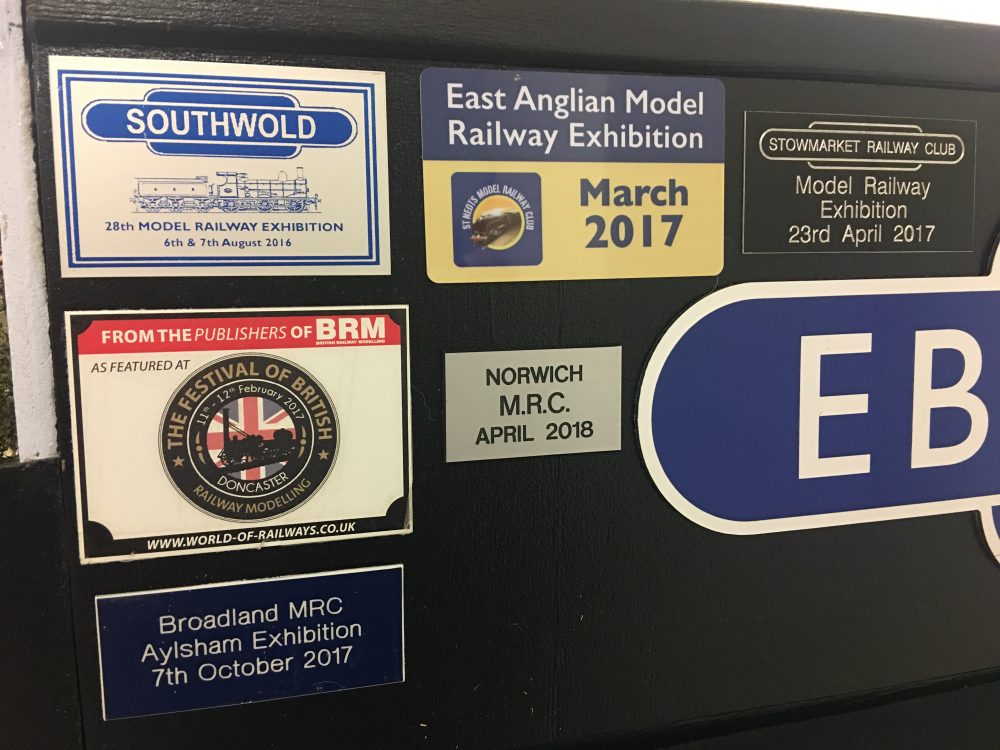 SOUTHWOLD
28th MODEL RAILWAY EXHIBITION
6th & 7th August 2016
East Anglian Model
Railway Exhibition
ST NEOTS MODEL RAILWAY CLUB
March
2017
STOWMARKET RAILWAY CLUB
Model Railway
Exhibition
23rd April 2017
FROM THE PUBLISHERS OF BRM
BRITISH RAILWAY MODELLING
AS FEATURED AT
THE FESTIVAL OF BRITISH
11th - 12th February 2017
DONCASTER
RAILWAY MODELLING
WWW.WORLD-OF-RAILWAYS.CO.UK
NORWICH
M.R.C.
APRIL 2018
EB
Broadland MRC
Aylsham Exhibition
7th October 2017